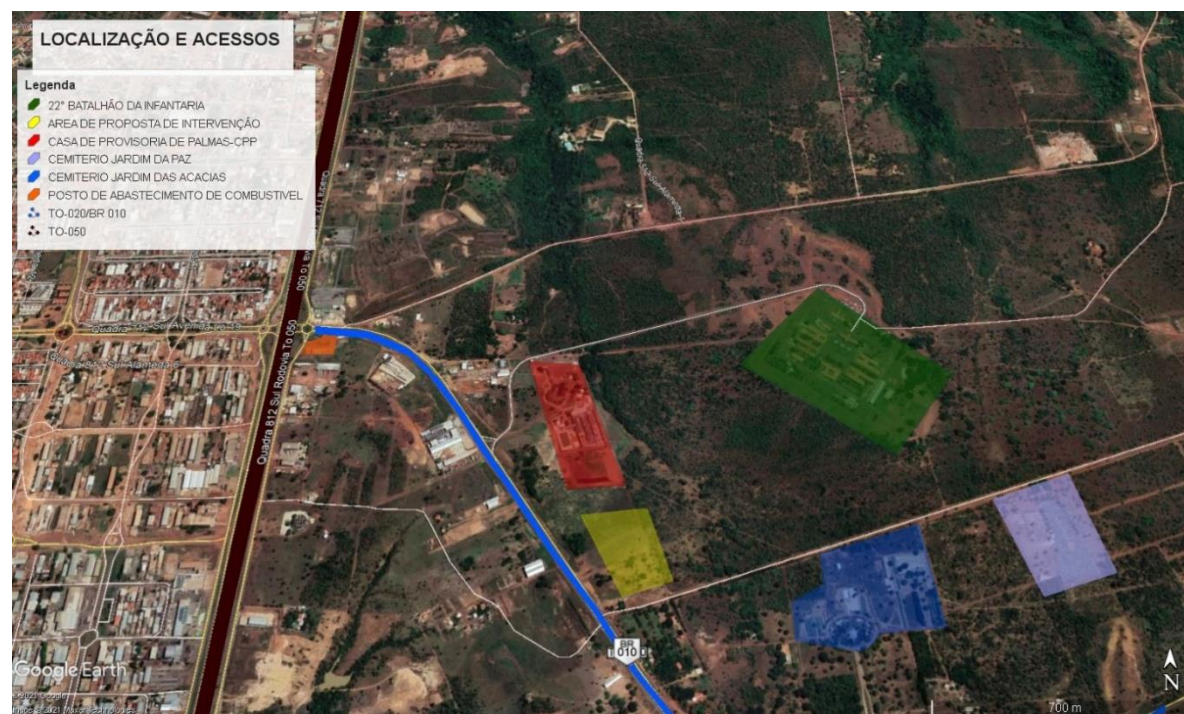 LOCALIZAÇÃO E ACESSOS
Legenda
22° BATALHÃO DA INFANTARIA
AREA DE PROPOSTA DE INTERVENÇÃO
CASA DE PROVISORIA DE PALMAS-CPP
CEMITERIO JARDIM DA PAZ
CEMITERIO JARDIM DAS ACACIAS
POSTO DE ABASTECIMENTO DE COMBUSTIVEL
TO-020/BR 010
TO-050
Quadra 812 Sul Rodovia To 050
BR
010
Google Earth
N
700 m